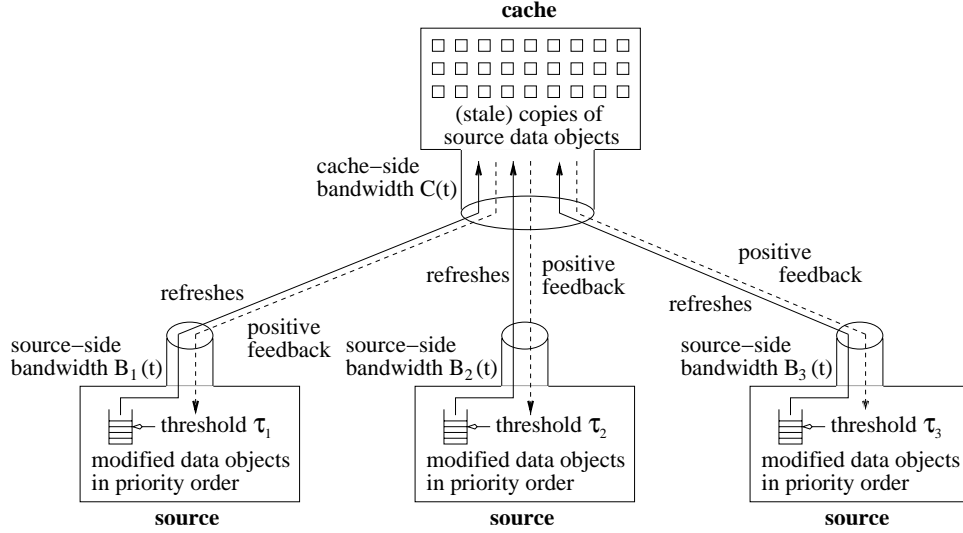 cache
(stale) copies of
source data objects
cache−side
bandwidth C(t)
refreshes
positive
feedback
refreshes
positive
feedback
refreshes
positive
feedback
source−side
bandwidth B₁(t)
source−side
bandwidth B₂(t)
source−side
bandwidth B₃(t)
threshold τ₁
modified data objects
in priority order
source
threshold τ₂
modified data objects
in priority order
source
threshold τ₃
modified data objects
in priority order
source